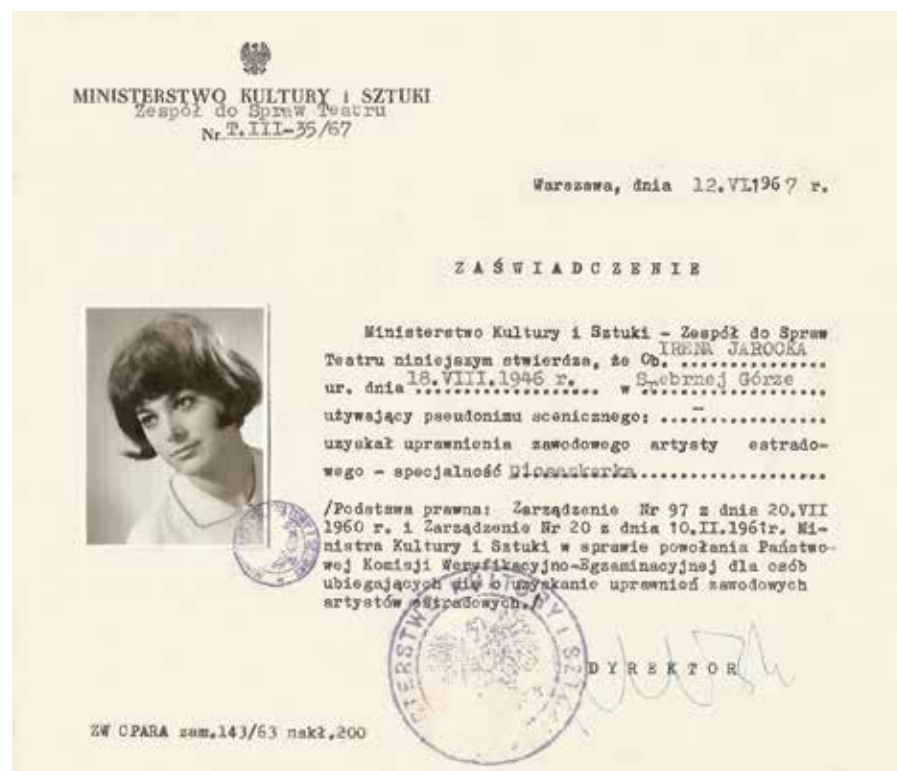 MINISTERSTWO KULTURY i SZTUKI
Zespół do Spraw Teatru
Nr T.III-35/67
Warszawa, dnia 12.VI.1967 r.
ZAŚWIADCZENIE
Ministerstwo Kultury i Sztuki - Zespół do Spraw
Teatru niniejszym stwierdza, że Ob. IRENA JAROCKA
ur. dnia 18.VIII.1946 r. w Srebrnej Górze
używający pseudonimu scenicznego: -
uzyskał uprawnienia zawodowego artysty estrado-
wego - specjalność piosenkarka
/Podstawa prawna: Zarządzenie Nr 97 z dnia 20.VII
1960 r. i Zarządzenie Nr 20 z dnia 10.II.1961r. Mi-
nistra Kultury i Sztuki w sprawie powołania Państwo-
wej Komisji Weryfikacyjno-Egzaminacyjnej dla osób
ubiegających się o uzyskanie uprawnień zawodowych
artystów estradowych./
DYREKTOR
ZW CPARA zam.143/63 nakł.200